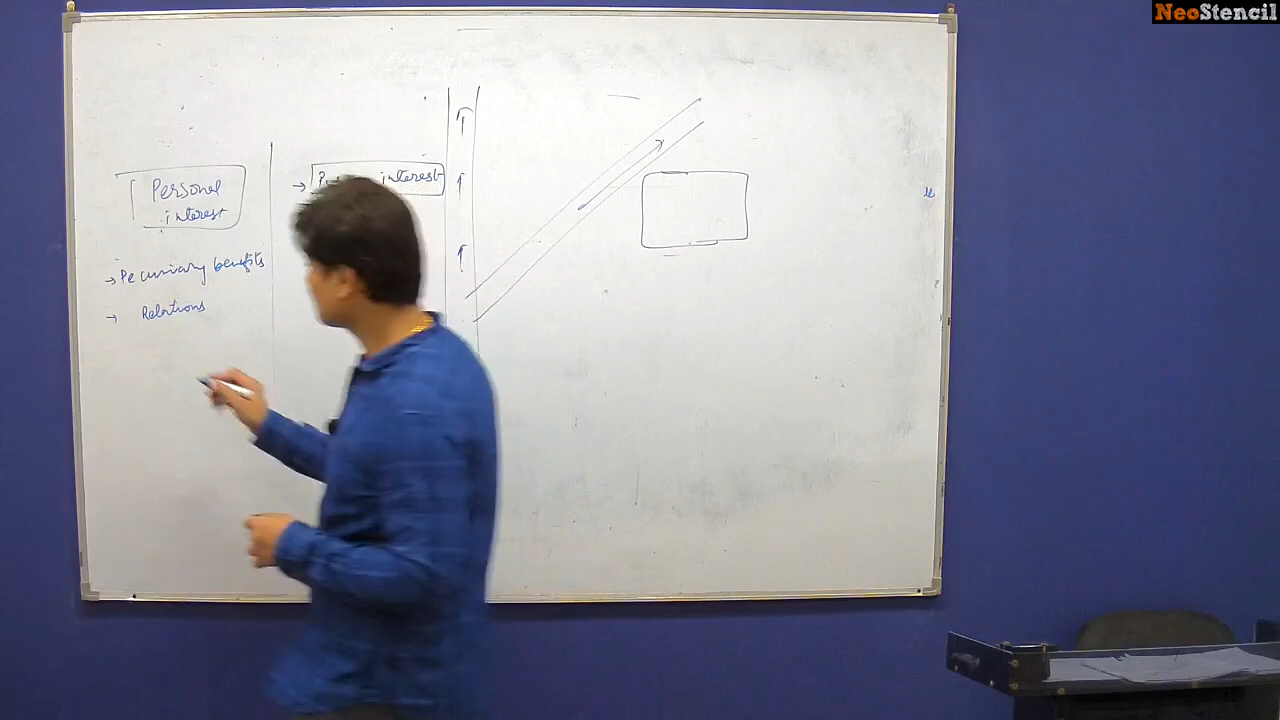 NeoStencil
Personal
interest
interest
→ Pecuniary benefits
→ Relations